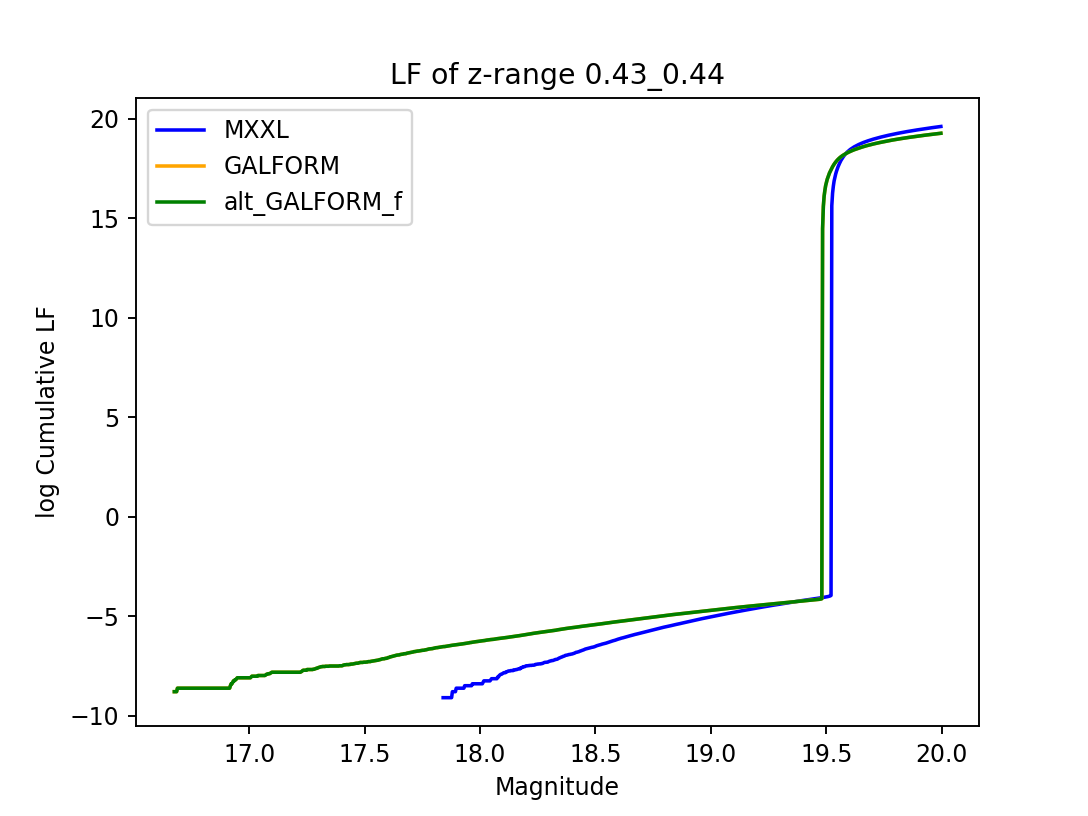 LF of z-range 0.43_0.44
MXXL
GALFORM
alt_GALFORM_f
20
15
10
5
0
−5
−10
log Cumulative LF
17.0 17.5 18.0 18.5 19.0 19.5 20.0
Magnitude